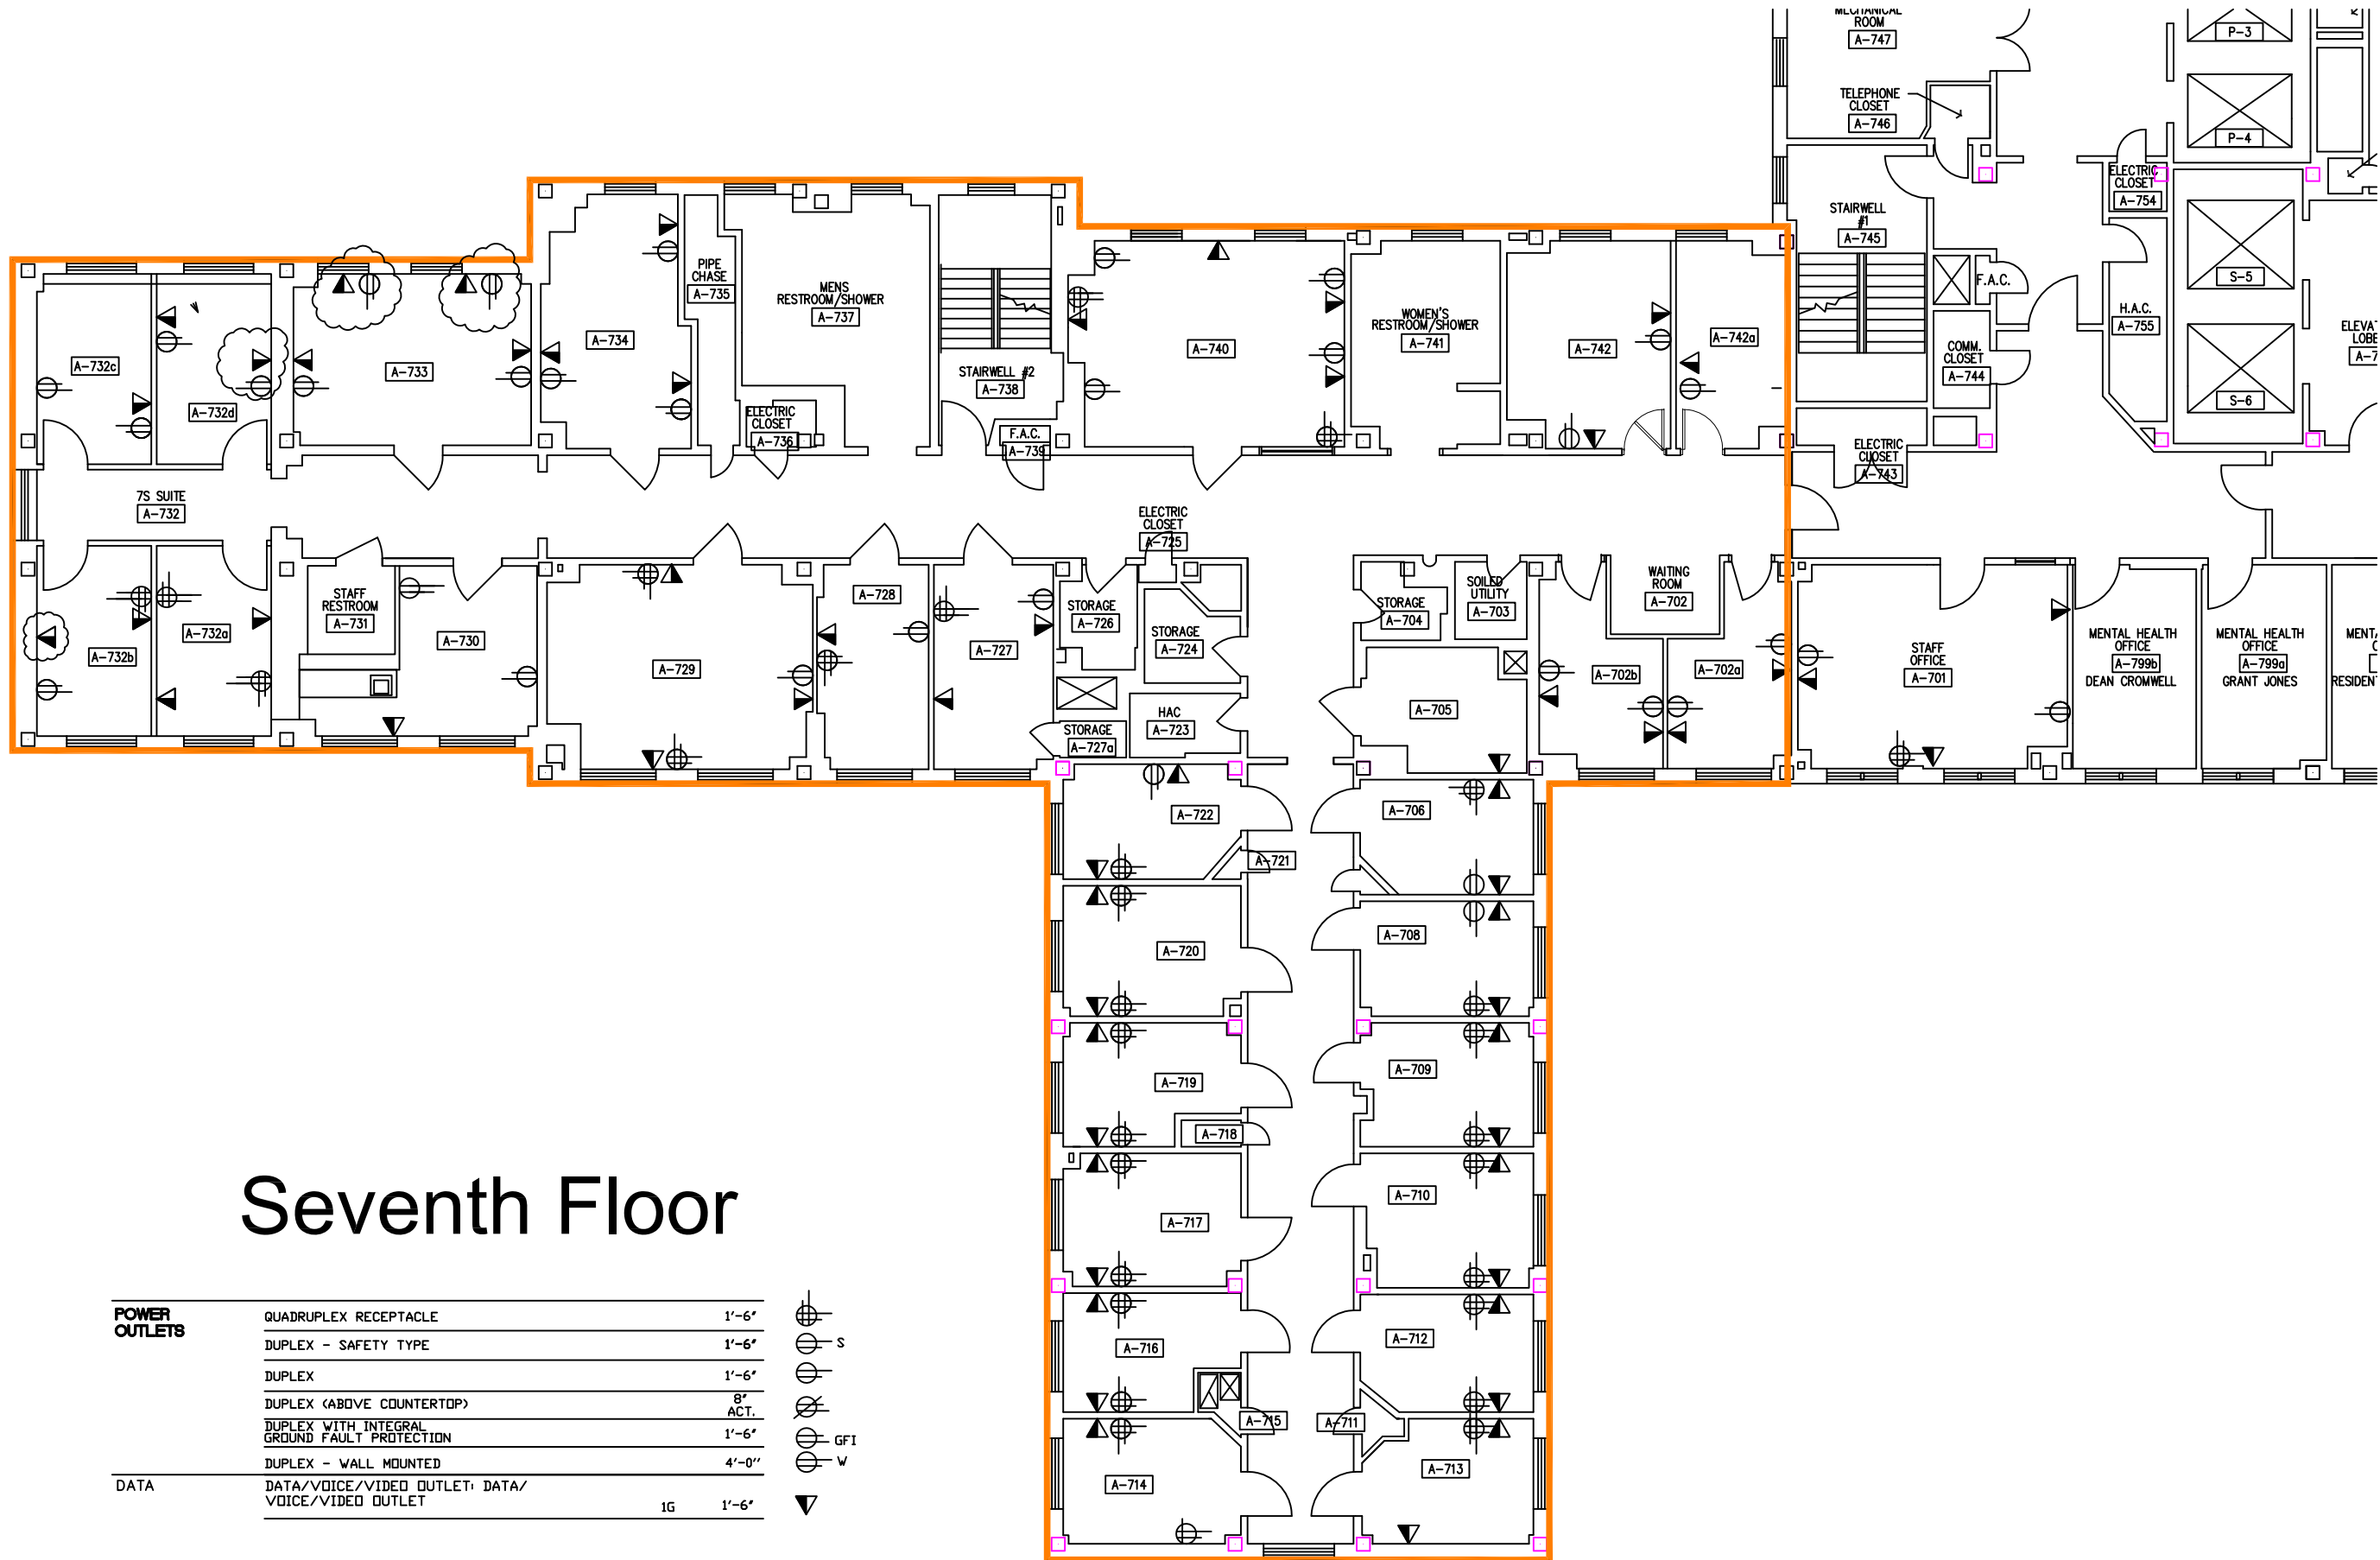 MECHANICAL
ROOM
A-747
P-3
TELEPHONE
CLOSET
A-746
P-4
ELECTRIC
CLOSET
A-754
STAIRWELL
#1
A-745
F.A.C.
S-5
H.A.C.
A-755
COMM.
CLOSET
A-744
S-6
ELECTRIC
CLOSET
A-743
PIPE
CHASE
A-735
MENS
RESTROOM/SHOWER
A-737
A-734
A-733
A-732c
A-732d
STAIRWELL #2
A-738
ELECTRIC
CLOSET
A-736
F.A.C.
A-739
A-740
WOMEN'S
RESTROOM/SHOWER
A-741
A-742
A-742a
7S SUITE
A-732
ELECTRIC
CLOSET
A-725
STAFF
RESTROOM
A-731
A-732b
A-732a
A-730
A-729
A-728
A-727
STORAGE
A-726
STORAGE
A-724
HAC
A-723
STORAGE
A-727a
STORAGE
A-704
SOILED
UTILITY
A-703
WAITING
ROOM
A-702
A-702b
A-702a
A-705
STAFF
OFFICE
A-701
MENTAL HEALTH
OFFICE
A-799b
DEAN CROMWELL
MENTAL HEALTH
OFFICE
A-799a
GRANT JONES
A-722
A-706
A-721
A-720
A-708
A-719
A-709
A-718
A-717
A-710
A-716
A-712
A-715
A-711
A-714
A-713
Seventh Floor
POWER
OUTLETS
QUADRUPLEX RECEPTACLE 1'-6"
DUPLEX - SAFETY TYPE 1'-6" S
DUPLEX 1'-6"
DUPLEX (ABOVE COUNTERTOP) 8"
ACT.
DUPLEX WITH INTEGRAL
GROUND FAULT PROTECTION 1'-6" GFI
DUPLEX - WALL MOUNTED 4'-0'' W
DATA
DATA/VOICE/VIDEO OUTLET: DATA/
VOICE/VIDEO OUTLET 1G 1'-6"